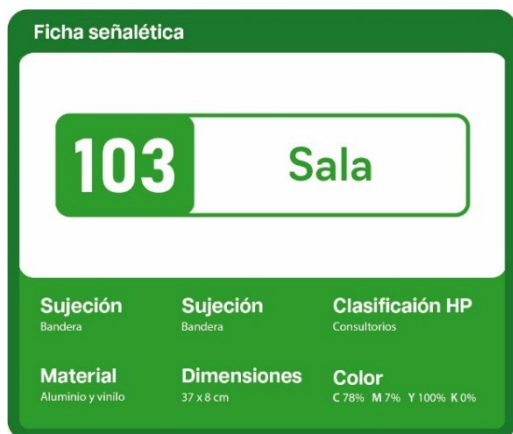 Ficha señalética
103 Sala
Sujeción Sujeción Clasificaión HP
Bandera Bandera Consultorios
Material Dimensiones Color
Aluminio y vinilo 37 x 8 cm C 78% M 7% Y 100% K 0%